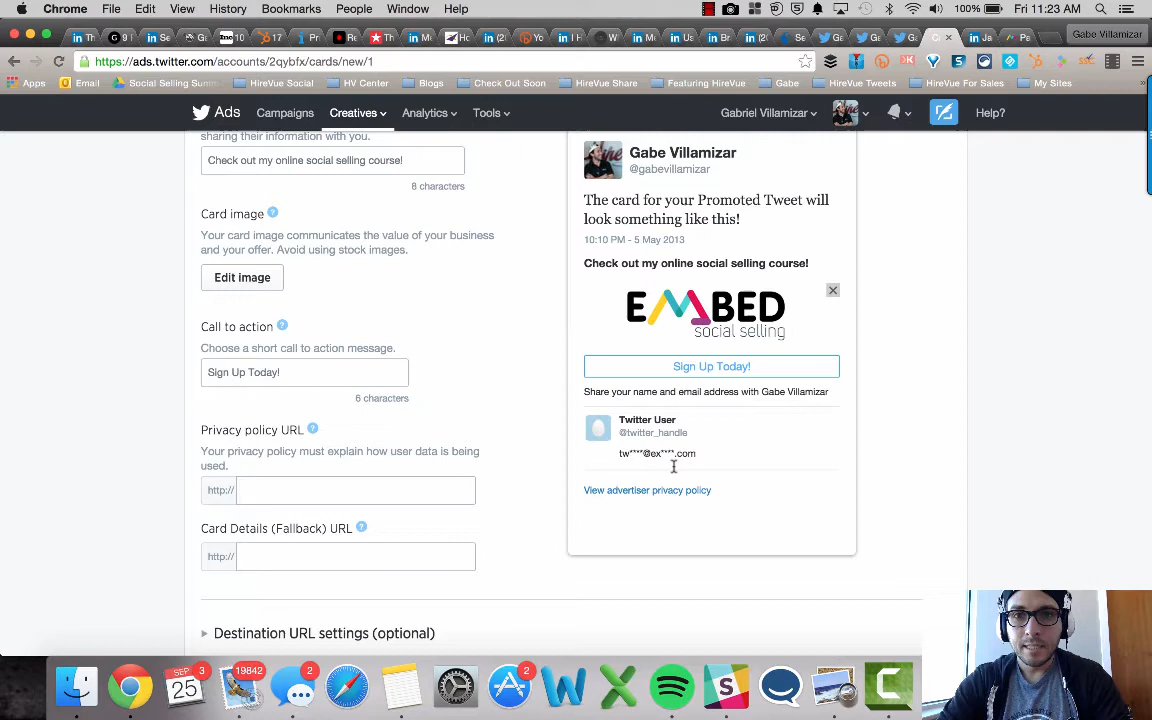 Chrome File Edit View History Bookmarks People Window Help
100% Fri 11:23 AM
Gabe Villamizar
https://ads.twitter.com/accounts/2qybfx/cards/new/1
Apps Email Social Selling HireVue Social HV Center Blogs Check Out Soon HireVue Share Featuring HireVue Gabe HireVue Tweets HireVue For Sales My Sites
Ads Campaigns Creatives Analytics Tools Gabriel Villamizar Help?
sharing their information with you.
Check out my online social selling course!
8 characters
Card image
Your card image communicates the value of your business
and your offer. Avoid using stock images.
Edit image
Call to action
Choose a short call to action message.
Sign Up Today!
6 characters
Privacy policy URL
Your privacy policy must explain how user data is being
used.
http://
Card Details (Fallback) URL
http://
Destination URL settings (optional)
Gabe Villamizar
@gabevillamizar
The card for your Promoted Tweet will
look something like this!
10:10 PM - 5 May 2013
Check out my online social selling course!
EMBED
social selling
Sign Up Today!
Share your name and email address with Gabe Villamizar
Twitter User
@twitter_handle
tw****@ex****.com
View advertiser privacy policy
SEP
25
3
19842
2
2